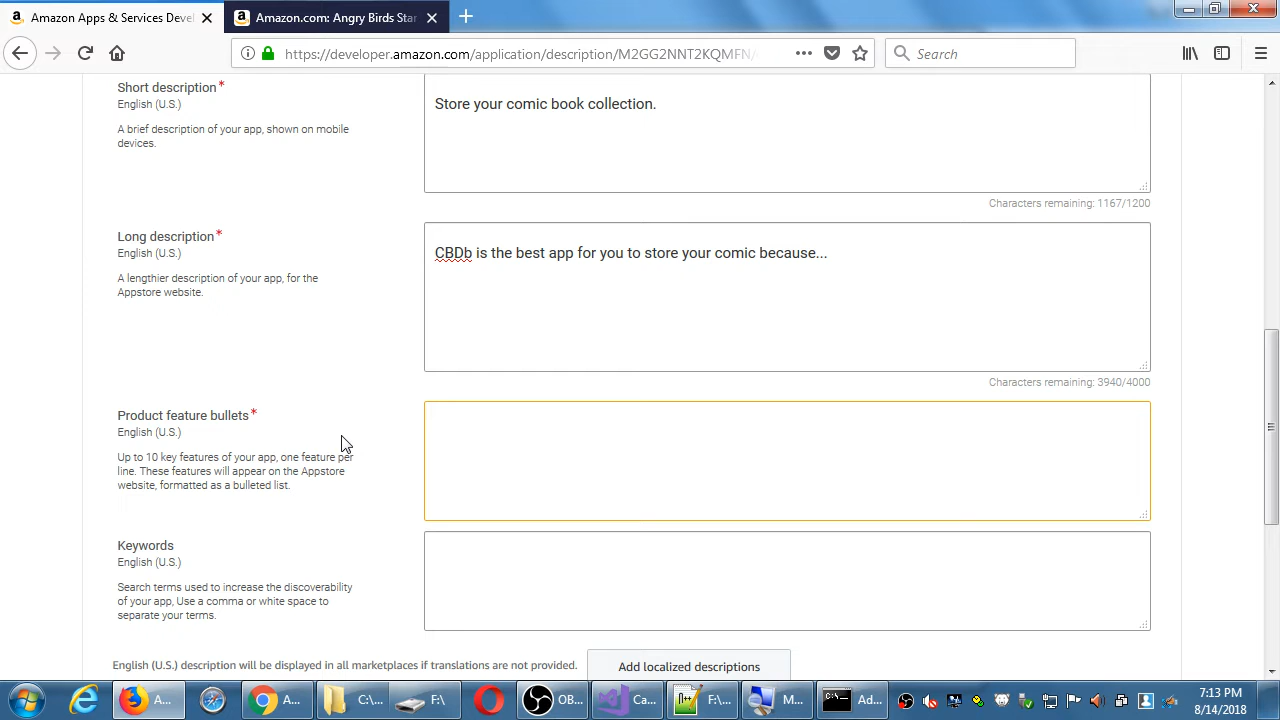 Amazon Apps & Services Devel
Amazon.com: Angry Birds Star
https://developer.amazon.com/application/description/M2GG2NNT2KQMFN/
Search
Short description*
English (U.S.)
A brief description of your app, shown on mobile
devices.
Store your comic book collection.
Characters remaining: 1167/1200
Long description*
English (U.S.)
A lengthier description of your app, for the
Appstore website.
CBDb is the best app for you to store your comic because...
Characters remaining: 3940/4000
Product feature bullets*
English (U.S.)
Up to 10 key features of your app, one feature per
line. These features will appear on the Appstore
website, formatted as a bulleted list.
Keywords
English (U.S.)
Search terms used to increase the discoverability
of your app, Use a comma or white space to
separate your terms.
English (U.S.) description will be displayed in all marketplaces if translations are not provided.
Add localized descriptions
A...
A...
C:\...
F:\
OB...
Ca...
F:\...
M...
Ad...
7:13 PM
8/14/2018